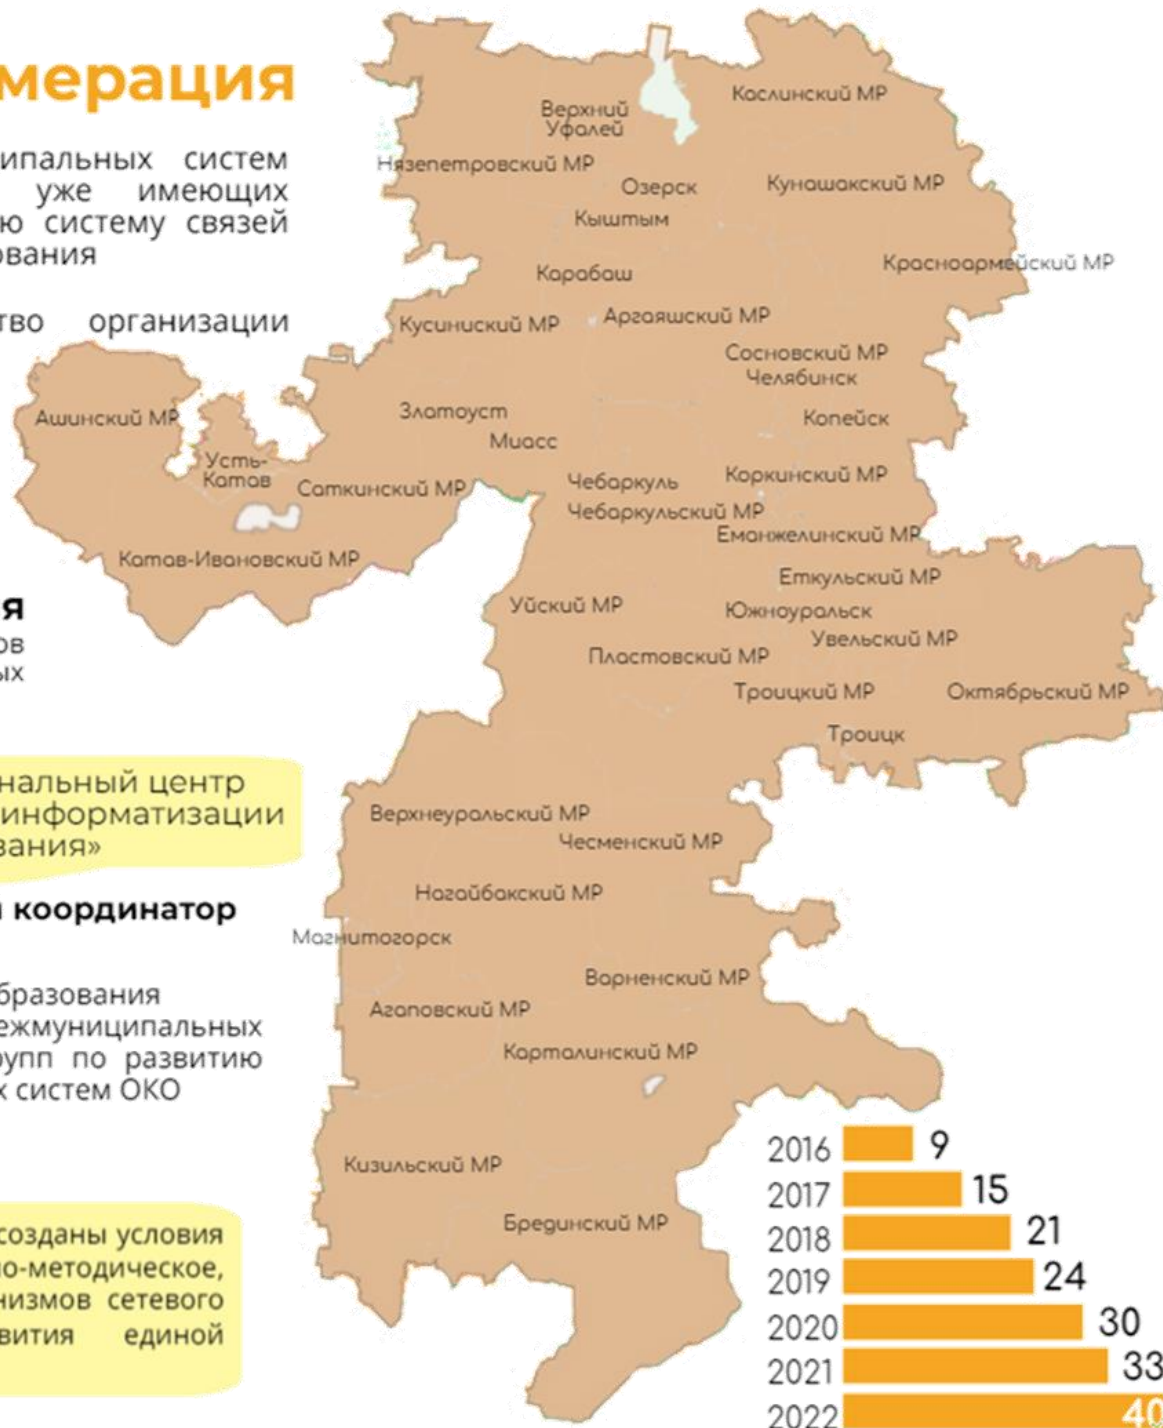 мерация
ипальных систем
уже имеющих
ю систему связей
ования
тво организации
я
ов
ых
нальный центр
информатизации
вания»
координатор
бразования
ежмуниципальных
рупп по развитию
х систем ОКО
созданы условия
но-методическое,
низмов сетевого
вития единой
Каслинский МР
Верхний
Уфалей
Нязепетровский МР
Озерск
Кунашакский МР
Кыштым
Красноармейский МР
Карабаш
Кусиниский МР
Аргаяшский МР
Сосновский МР
Челябинск
Ашинский МР
Златоуст
Копейск
Миасс
Усть-
Катав
Саткинский МР
Чебаркуль
Коркинский МР
Чебаркульский МР
Еманжелинский МР
Катав-Ивановский МР
Еткульский МР
Уйский МР
Южноуральск
Увельский МР
Пластовский МР
Троицкий МР
Октябрьский МР
Троицк
Верхнеуральский МР
Чесменский МР
Нагайбакский МР
Магнитогорск
Варненский МР
Агаповский МР
Карталинский МР
Кизильский МР
Брединский МР
2016 9
2017 15
2018 21
2019 24
2020 30
2021 33
2022 40